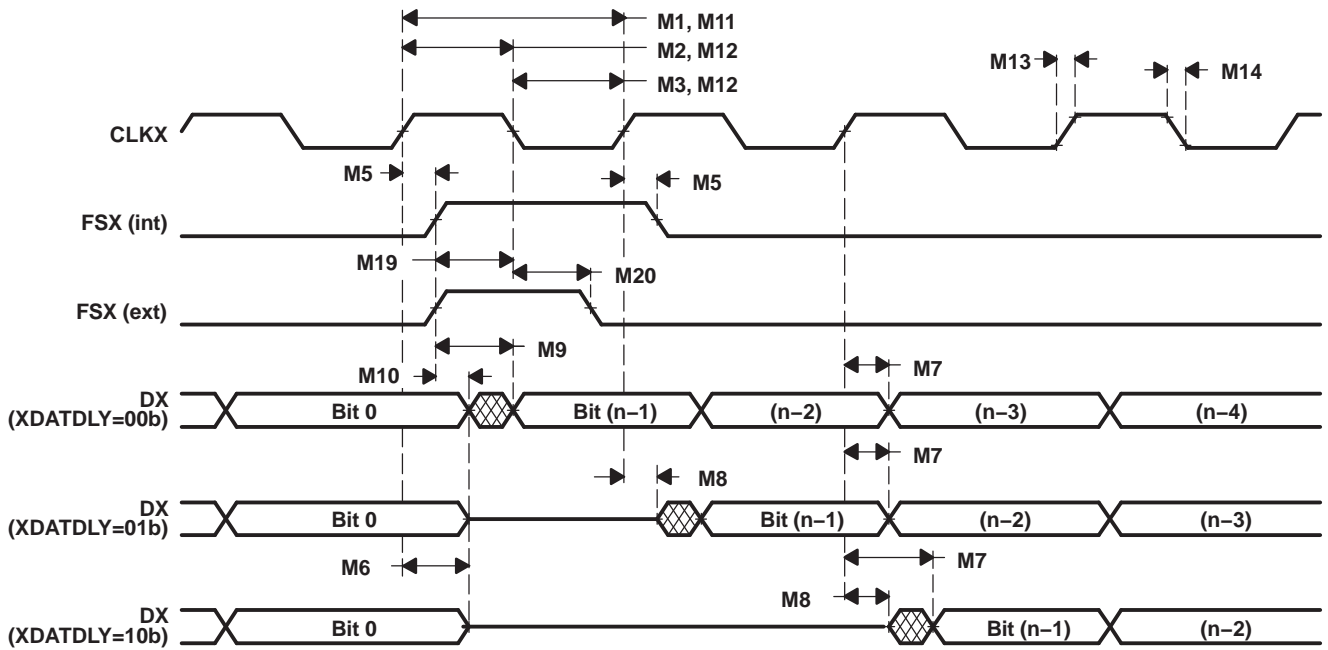 M1, M11
M2, M12
M3, M12
M13
M14
CLKX
M5
M5
FSX (int)
M19
M20
FSX (ext)
M9
M10
M7
DX
(XDATDLY=00b)
Bit 0
Bit (n–1)
(n–2)
(n–3)
(n–4)
M7
M8
DX
(XDATDLY=01b)
Bit 0
Bit (n–1)
(n–2)
(n–3)
M6
M7
M8
DX
(XDATDLY=10b)
Bit 0
Bit (n–1)
(n–2)